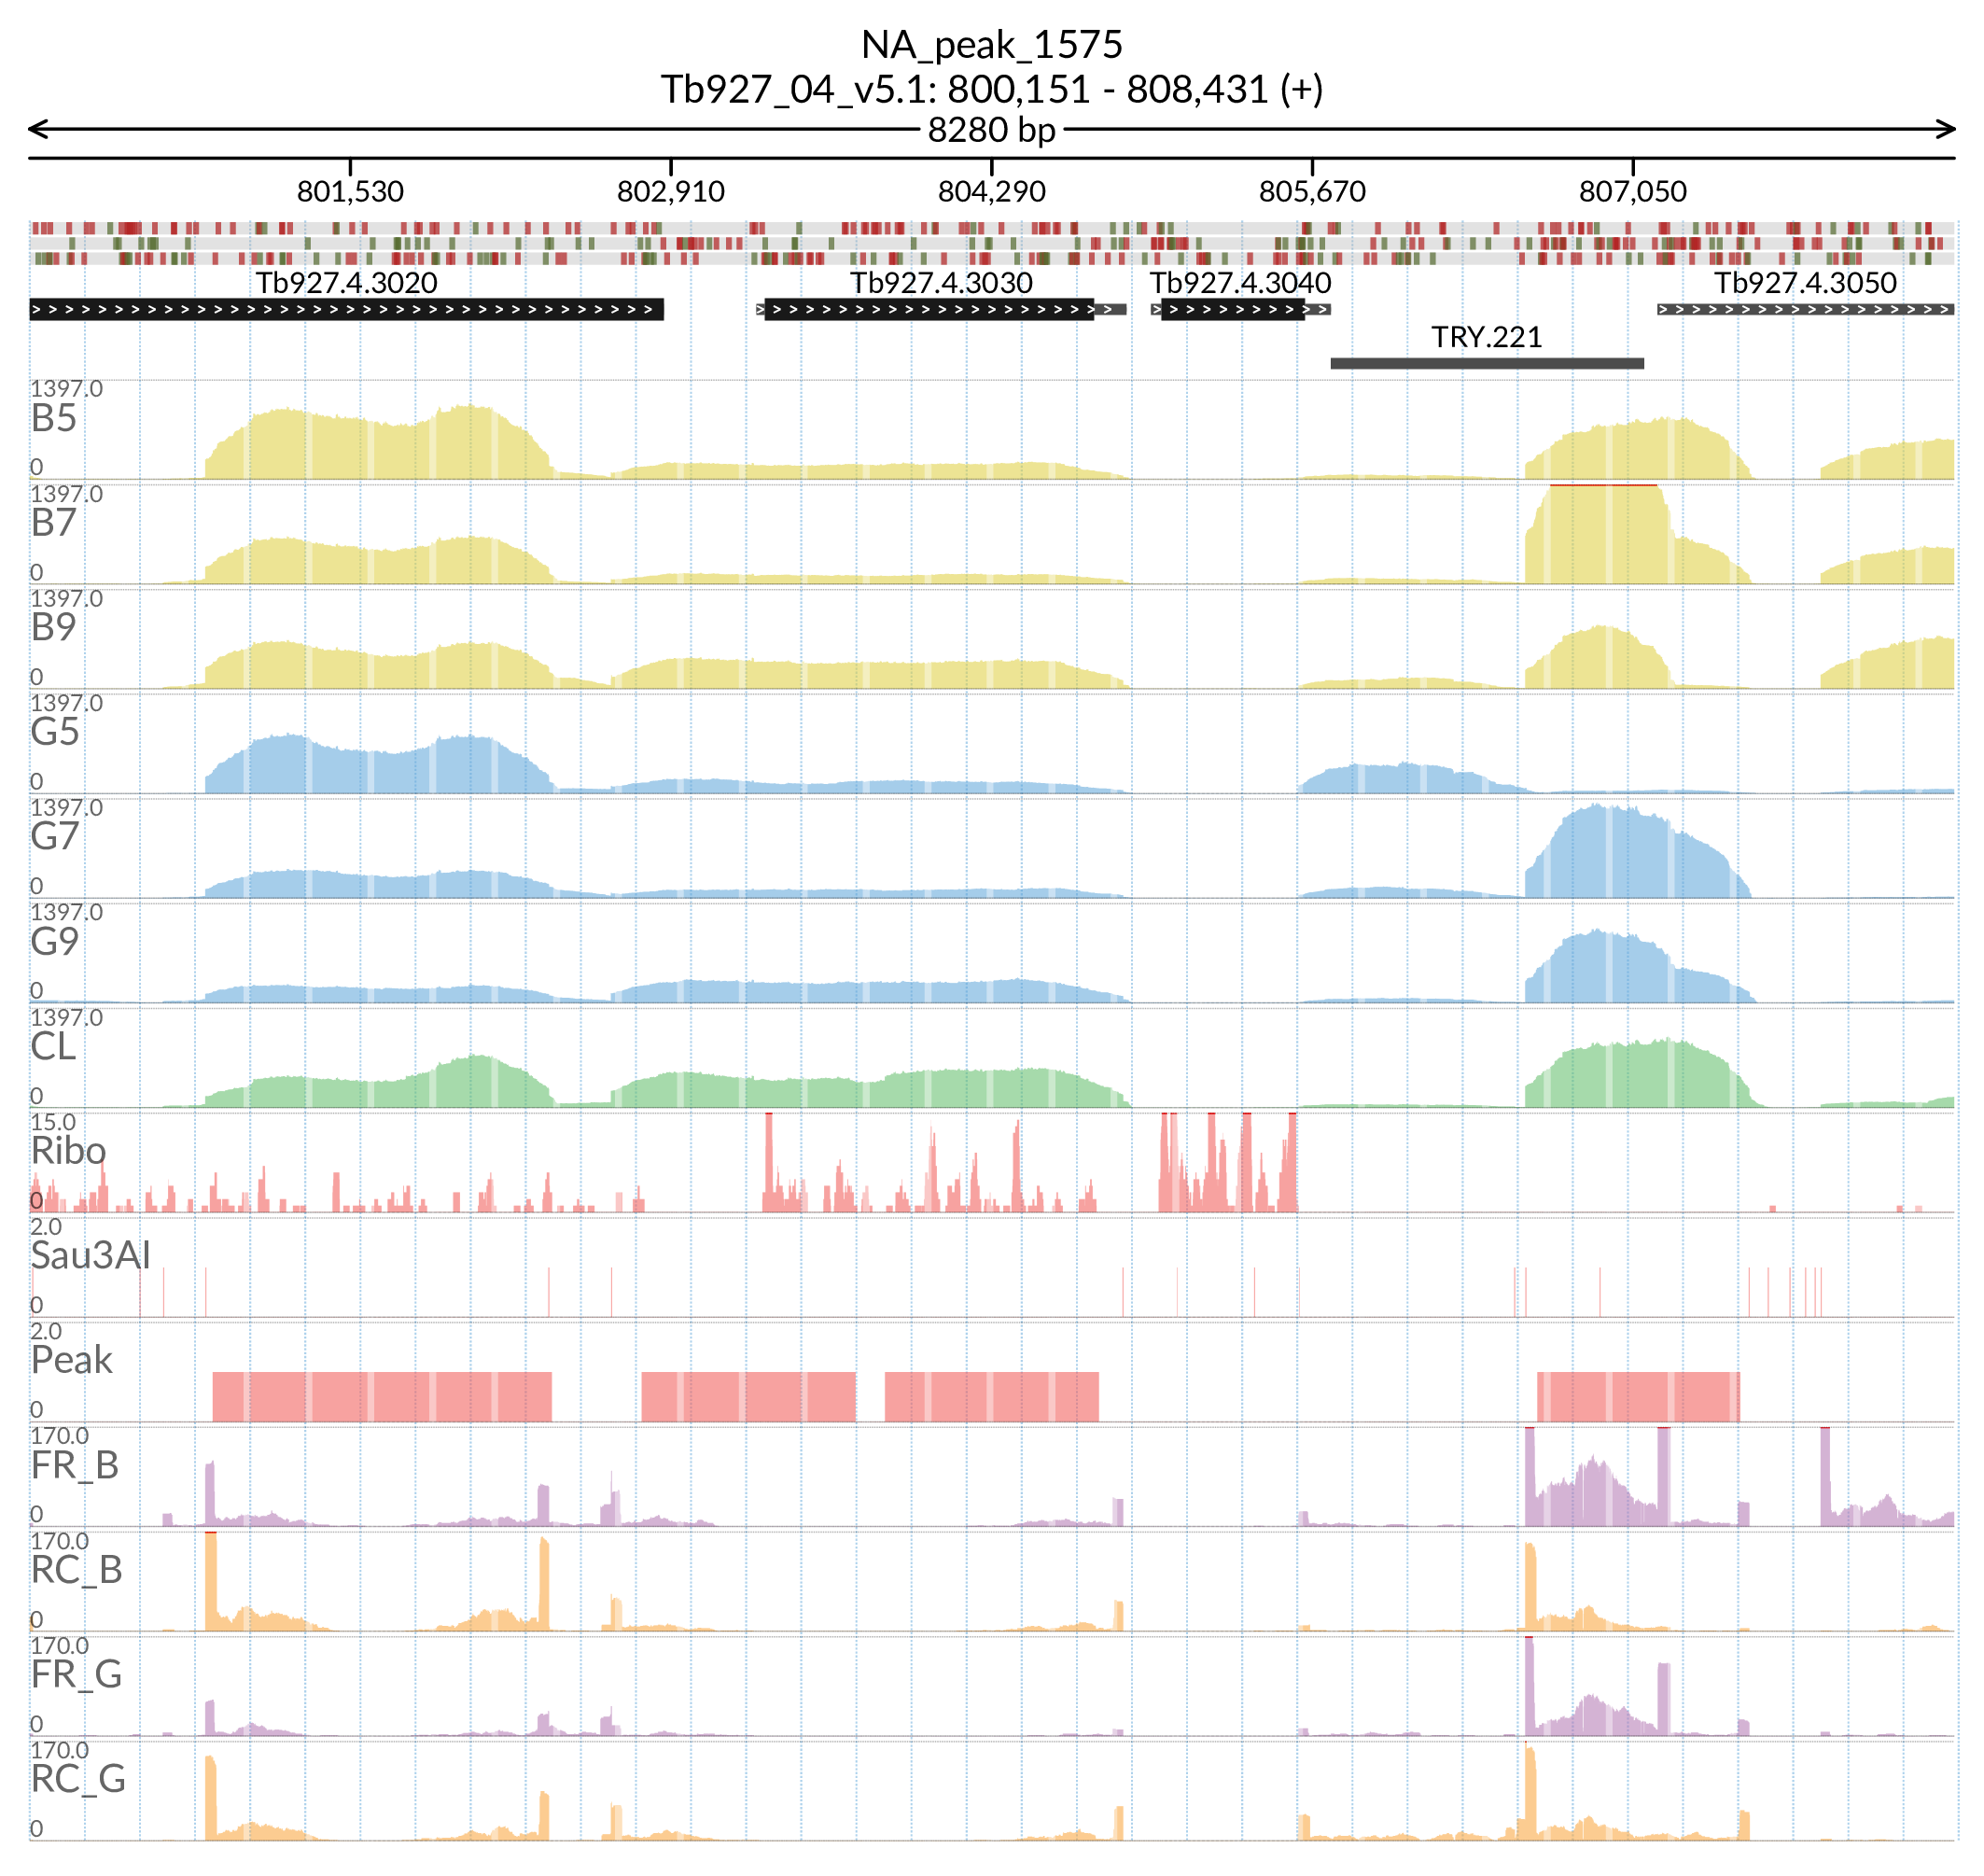 NA_peak_1575
Tb927_04_v5.1: 800,151 - 808,431 (+)
8280 bp
801,530 802,910 804,290 805,670 807,050
Tb927.4.3020 Tb927.4.3030 Tb927.4.3040 Tb927.4.3050
TRY.221
1397.0
B5
0
1397.0
B7
0
1397.0
B9
0
1397.0
G5
0
1397.0
G7
0
1397.0
G9
0
1397.0
CL
0
15.0
Ribo
0
2.0
Sau3AI
0
2.0
Peak
0
170.0
FR_B
0
170.0
RC_B
0
170.0
FR_G
0
170.0
RC_G
0